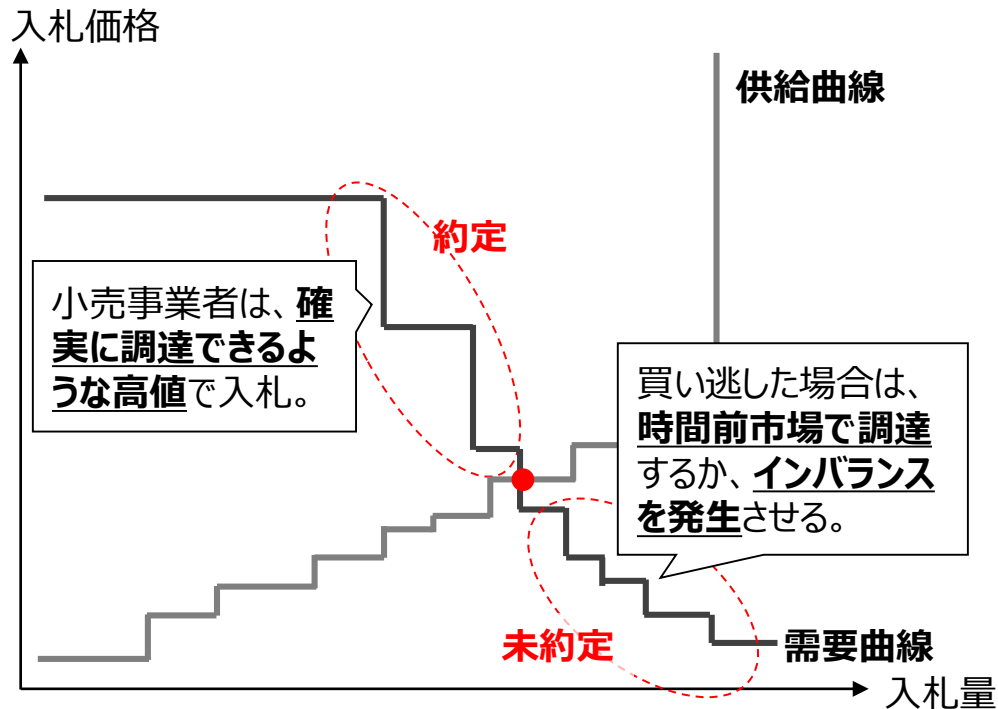 入札価格
供給曲線
約定
小売事業者は、確
実に調達できるよ
うな高値で入札。
買い逃した場合は、
時間前市場で調達
するか、インバランス
を発生させる。
未約定
需要曲線
入札量